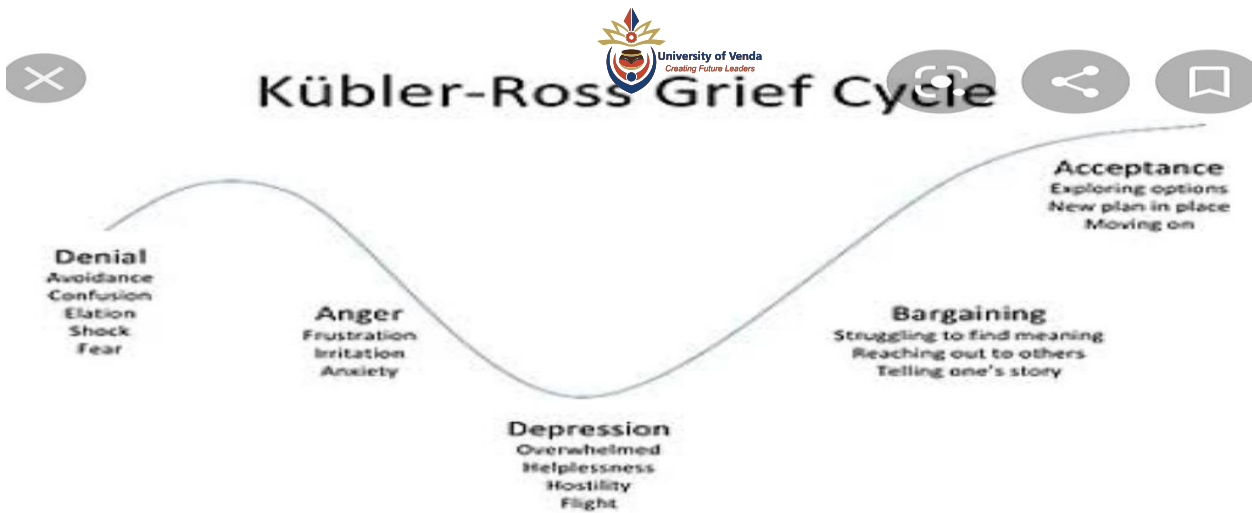 University of Venda
Creating Future Leaders
Kübler-Ross Grief Cycle
Denial
Avoidance
Confusion
Elation
Shock
Fear
Anger
Frustration
Irritation
Anxiety
Depression
Overwhelmed
Helplessness
Hostility
Flight
Bargaining
Struggling to find meaning
Reaching out to others
Telling one's story
Acceptance
Exploring options
New plan in place
Moving on